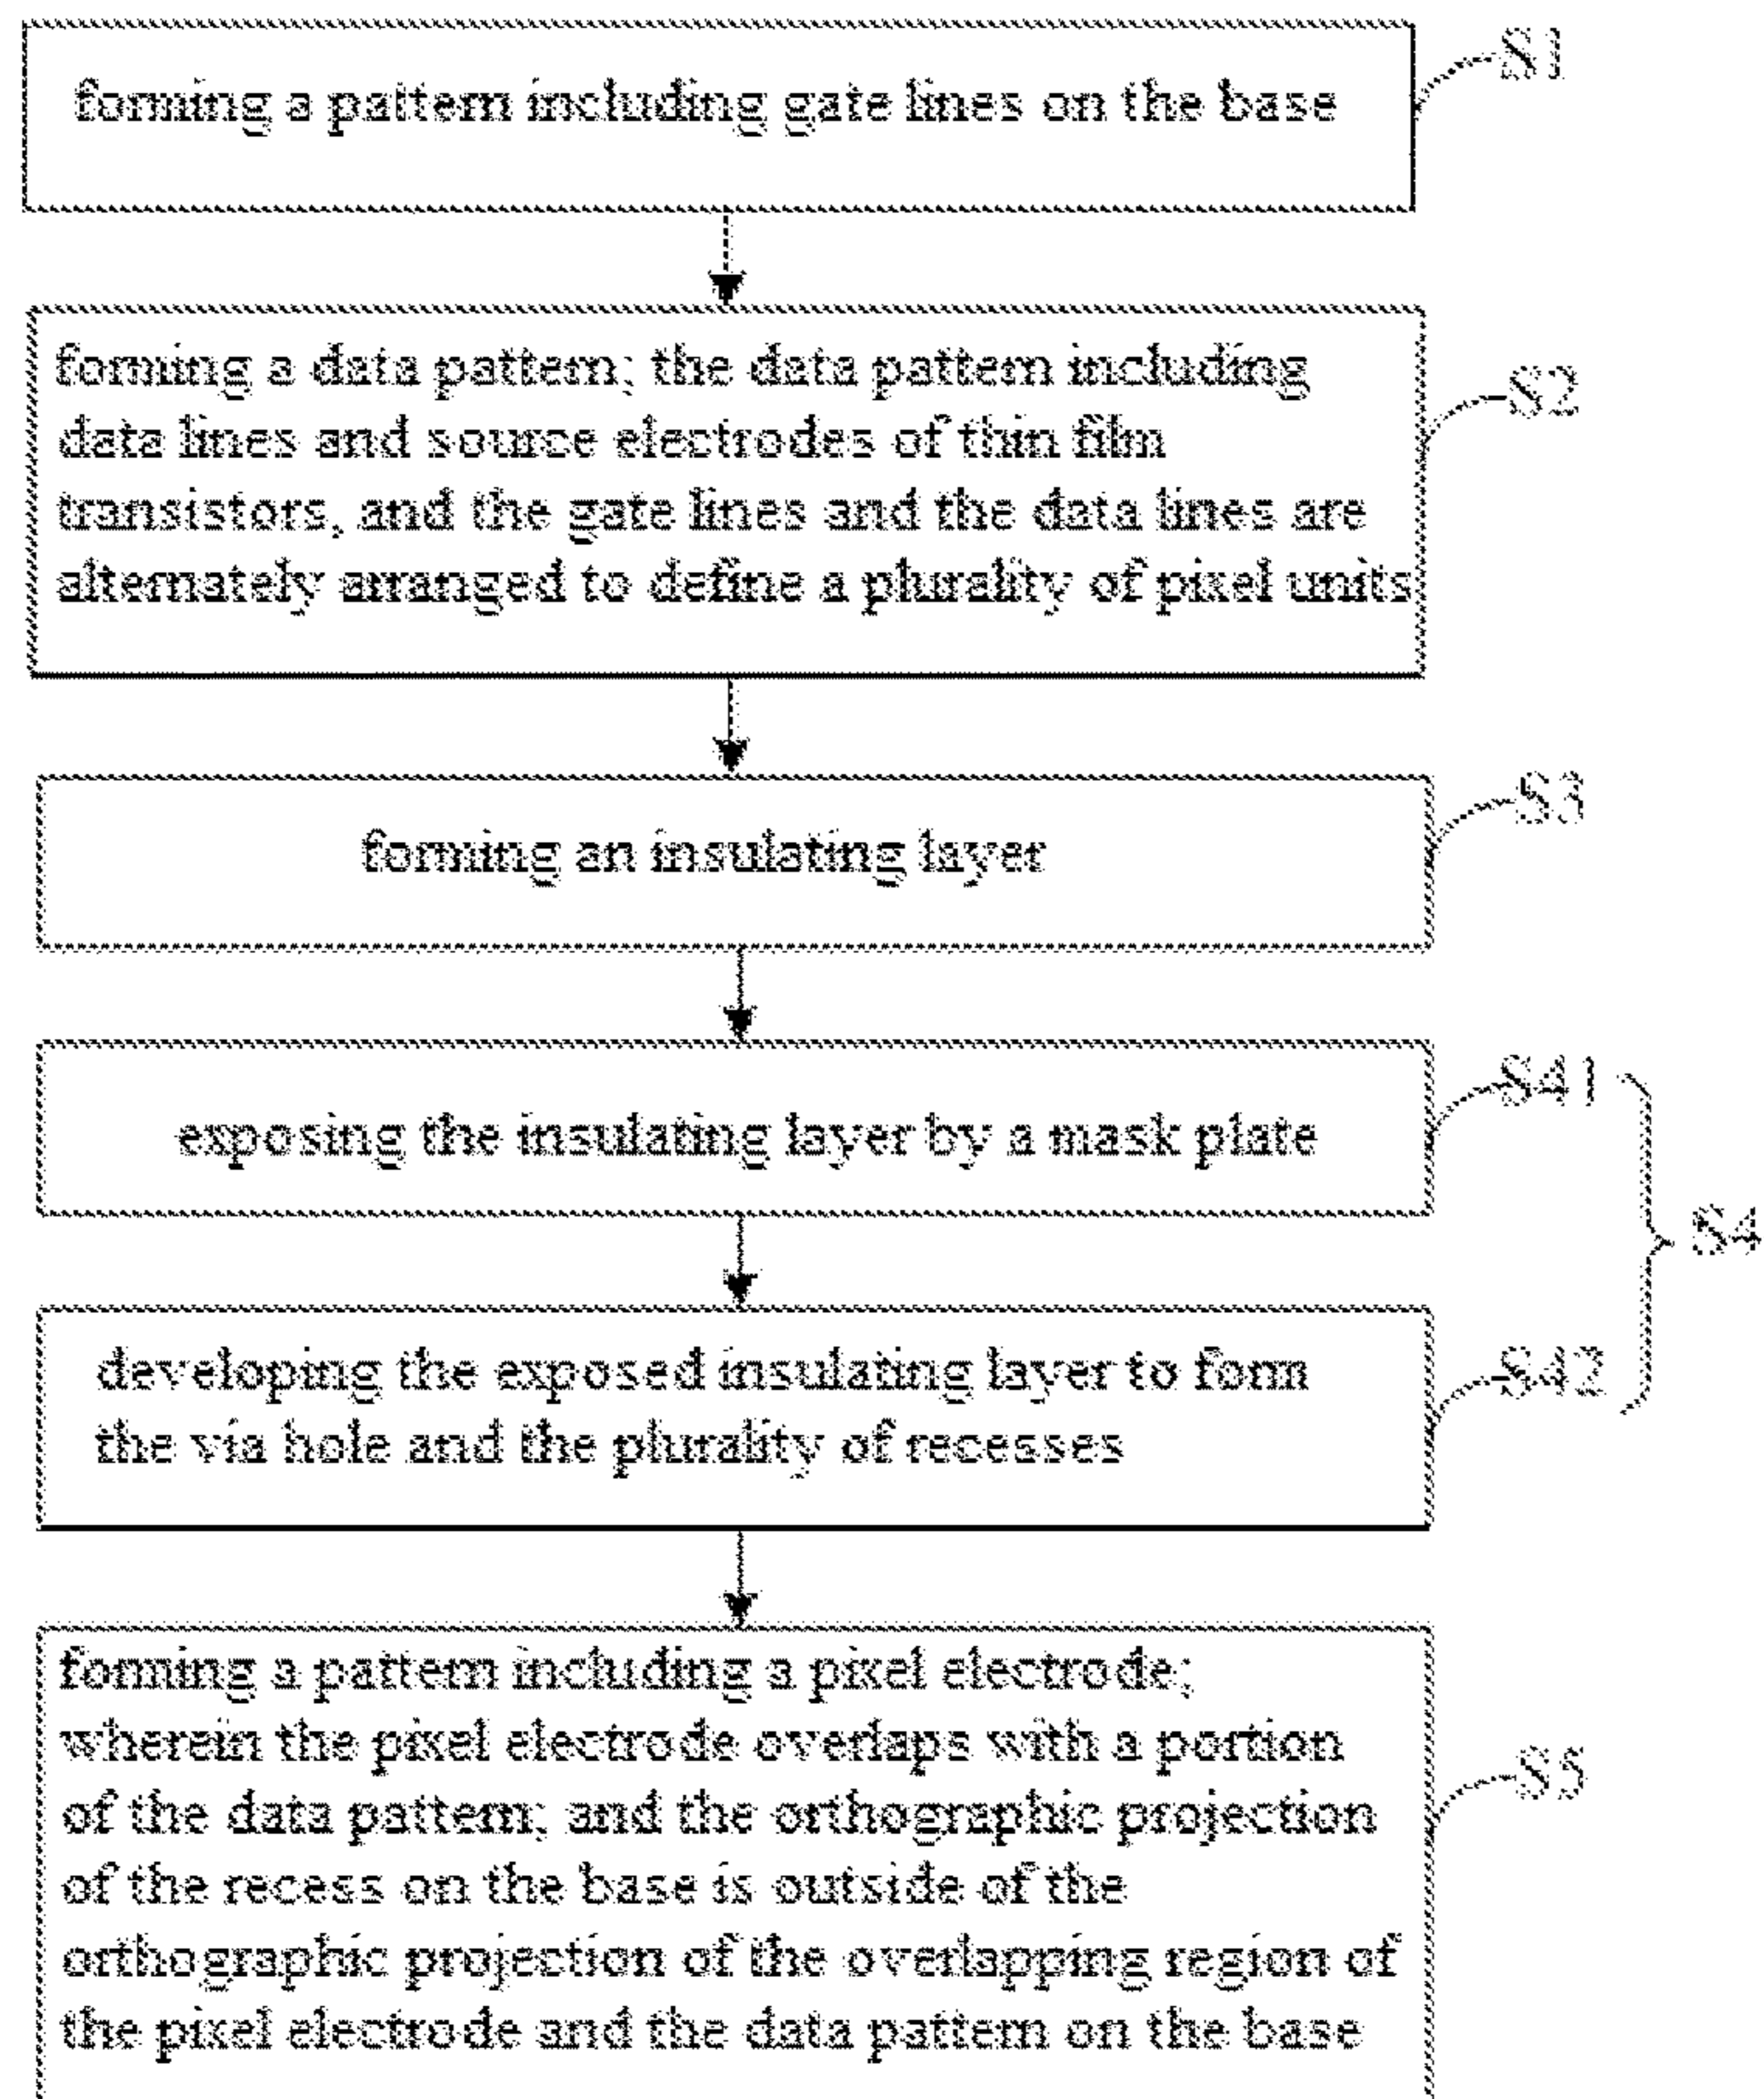 forming a pattern including gate lines on the base
S1
forming a data pattern; the data pattern including
data lines and source electrodes of thin film
transistors, and the gate lines and the data lines are
alternately arranged to define a plurality of pixel units
S2
forming an insulating layer
S3
exposing the insulating layer by a mask plate
S41
developing the exposed insulating layer to form
the via hole and the plurality of recesses
S42
S4
forming a pattern including a pixel electrode;
wherein the pixel electrode overlaps with a portion
of the data pattern; and the orthographic projection
of the recess on the base is outside of the
orthographic projection of the overlapping region of
the pixel electrode and the data pattern on the base
S5